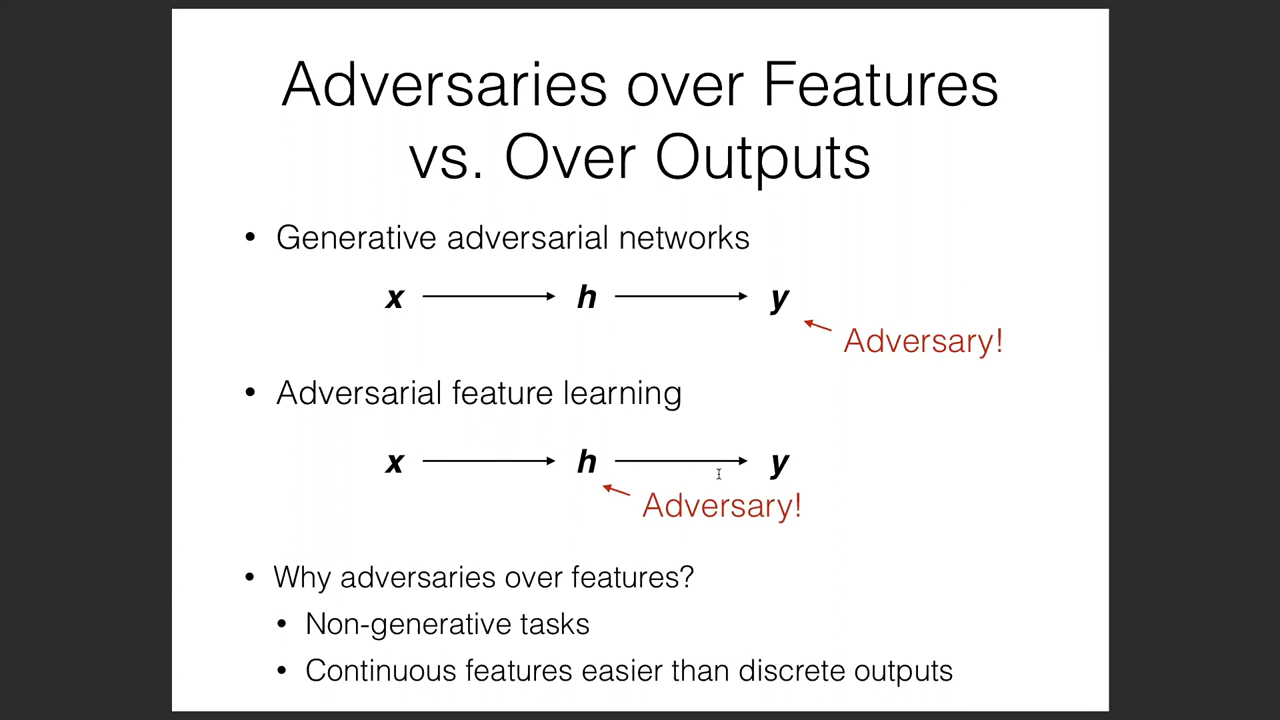 Adversaries over Features
vs. Over Outputs
• Generative adversarial networks
x h y
Adversary!
• Adversarial feature learning
x h y
Adversary!
• Why adversaries over features?
• Non-generative tasks
• Continuous features easier than discrete outputs